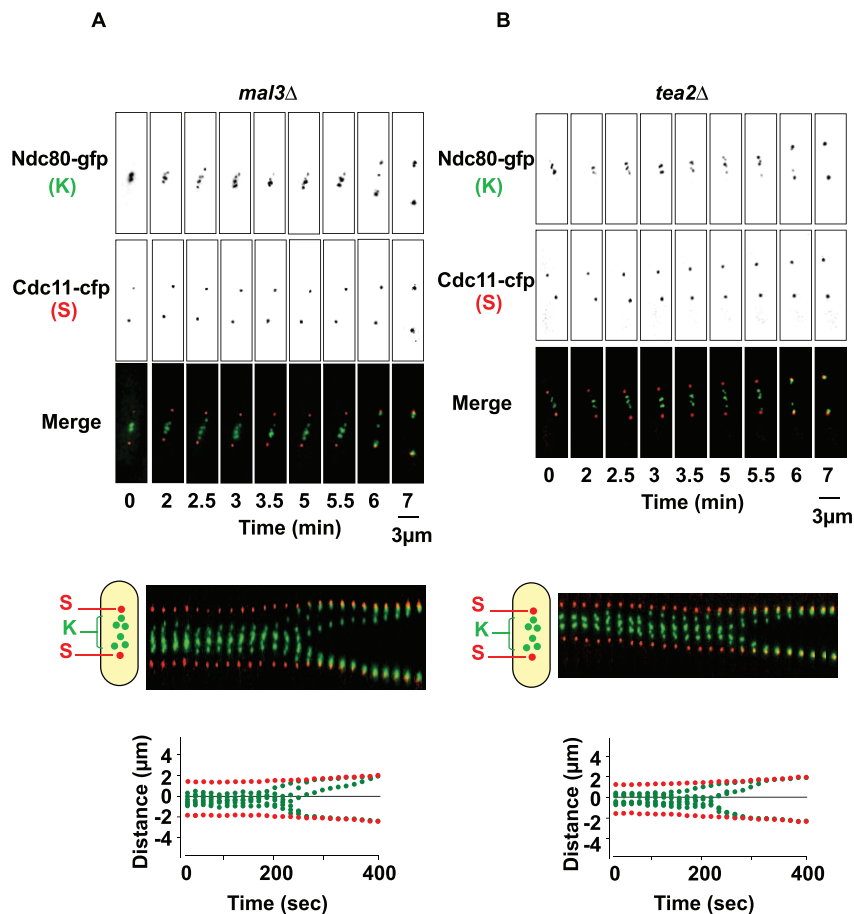 A
mal3Δ
Ndc80-gfp
(K)
Cdc11-cfp
(S)
Merge
0 2 2.5 3 3.5 5 5.5 6 7
Time (min)
3µm
S
K
S
Distance (µm)
4
2
0
-2
-4
0 200 400
Time (sec)
B
tea2Δ
Ndc80-gfp
(K)
Cdc11-cfp
(S)
Merge
0 2 2.5 3 3.5 5 5.5 6 7
Time (min)
3µm
S
K
S
Distance (µm)
4
2
0
-2
-4
0 200 400
Time (sec)